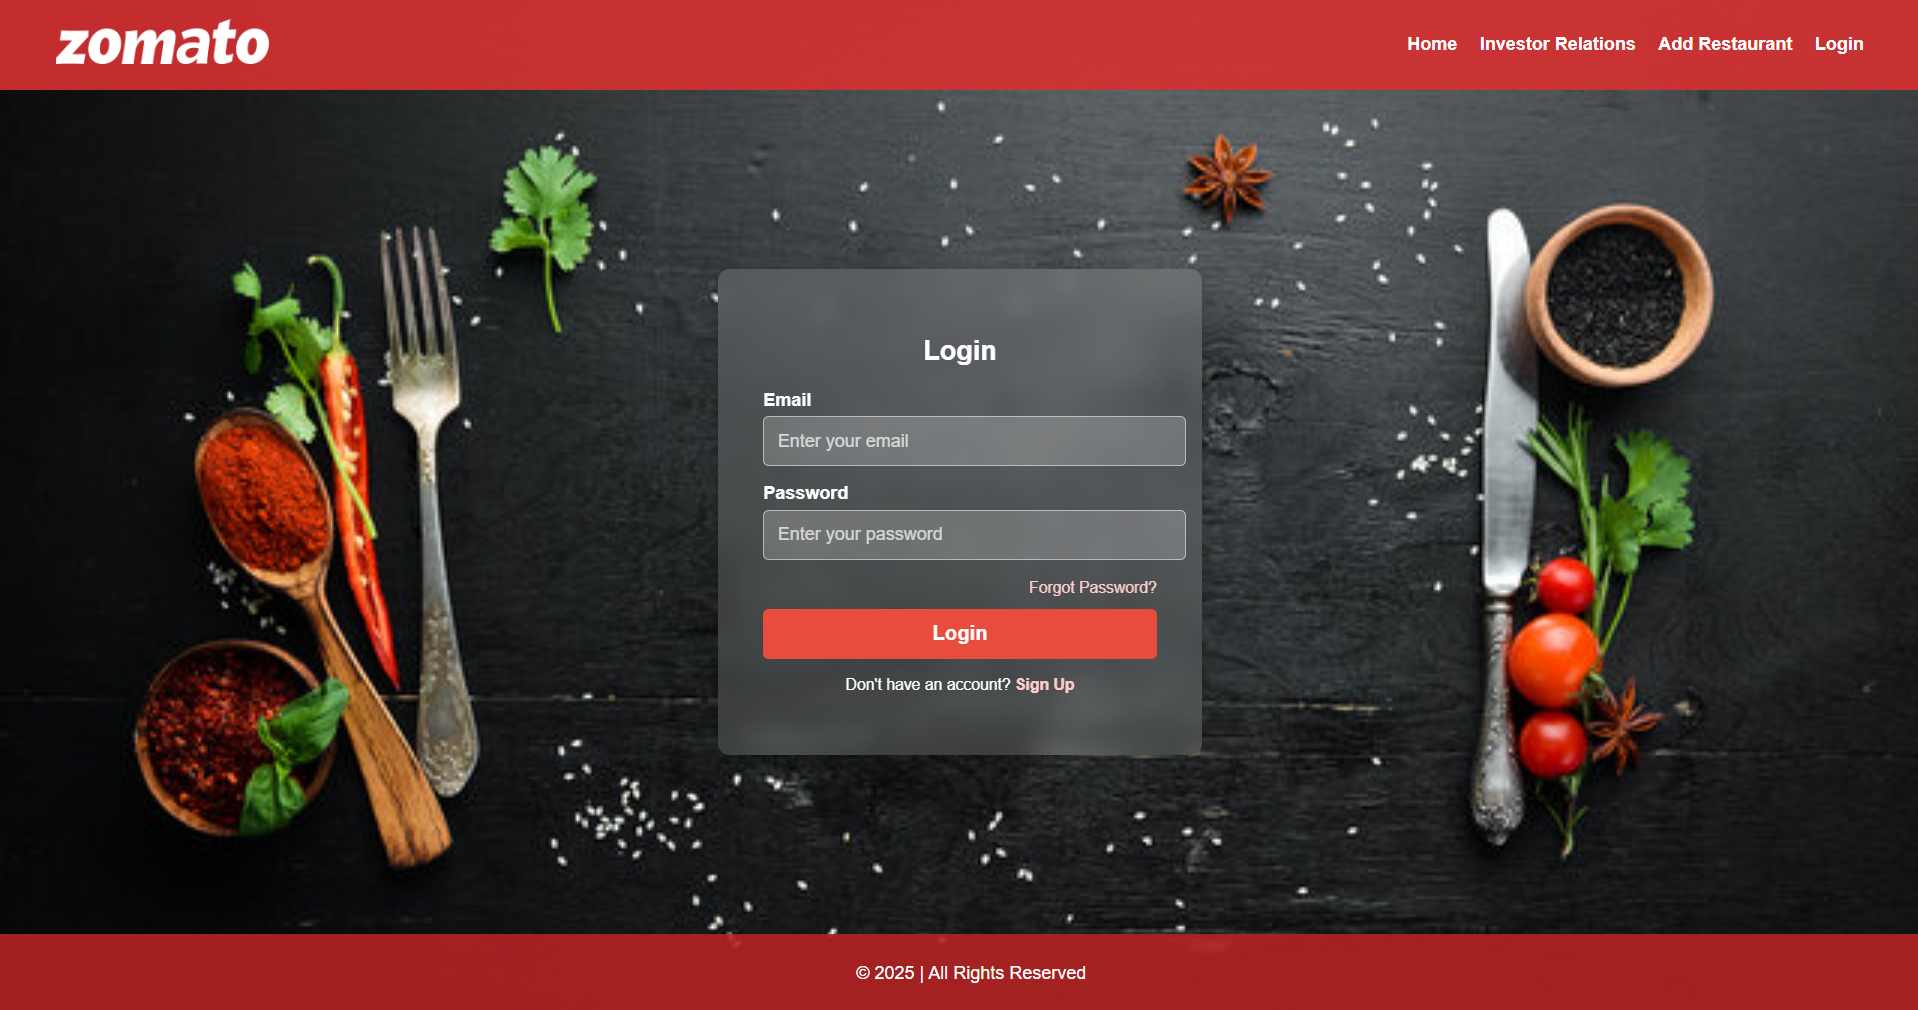 zomato
Home Investor Relations Add Restaurant Login
Login
Email
Enter your email
Password
Enter your password
Forgot Password?
Login
Don't have an account? Sign Up
© 2025 | All Rights Reserved